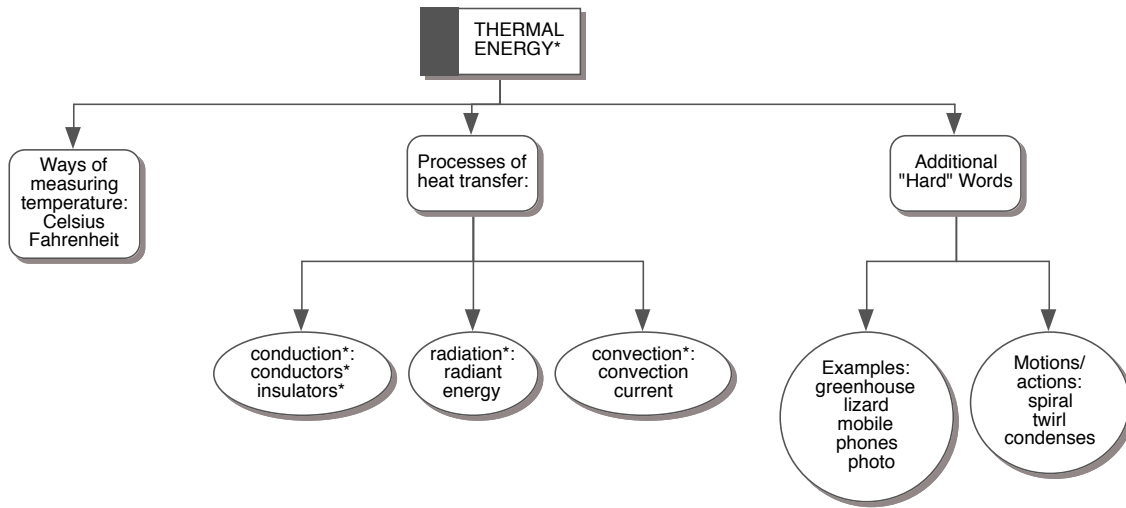 THERMAL
ENERGY*
Ways of
measuring
temperature:
Celsius
Fahrenheit
Processes of
heat transfer:
Additional
"Hard" Words
conduction*:
conductors*
insulators*
radiation*:
radiant
energy
convection*:
convection
current
Examples:
greenhouse
lizard
mobile
phones
photo
Motions/
actions:
spiral
twirl
condenses